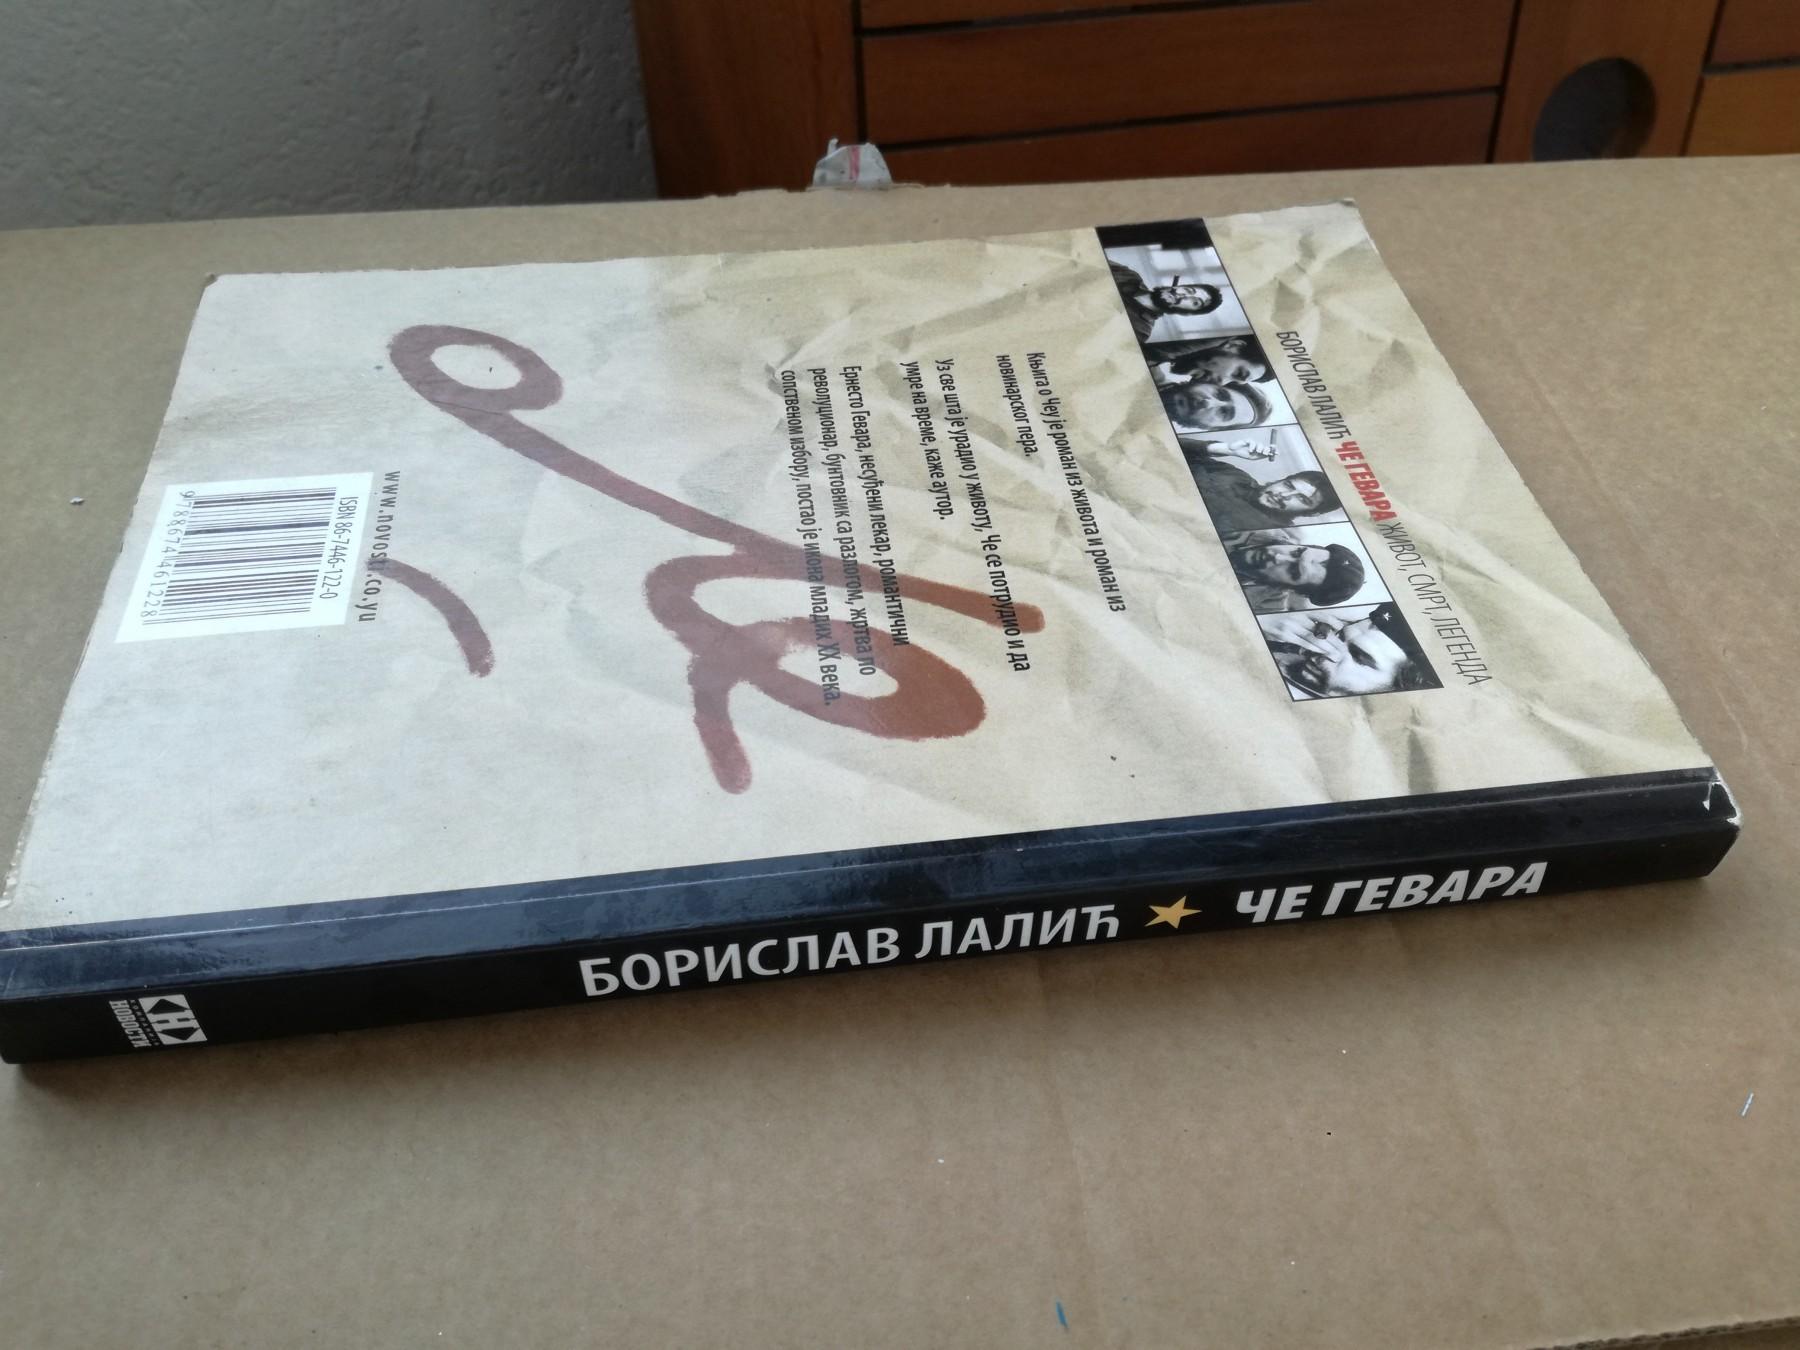 БОРИСЛАВ ЛАЛИЋ ЧЕ ГЕВАРА ЖИВОТ, СМРТ, ЛЕГЕНДА
Књига о Чеу је роман из живота и роман из
новинарског пера.
Уз све шта је урадио у животу, Че се потрудио и да
умре на време, каже аутор.
Ернесто Гевара, несуђени лекар, романтични
револуционар, бунтовник са разлогом, жртва по
сопственом избору, постао је икона младих XX века.
Че
www.novosti.co.yu
ISBN 86-7446-122-0
9788674461228
БОРИСЛАВ ЛАЛИЋ ★ ЧЕ ГЕВАРА
Н
НОВОСТИ